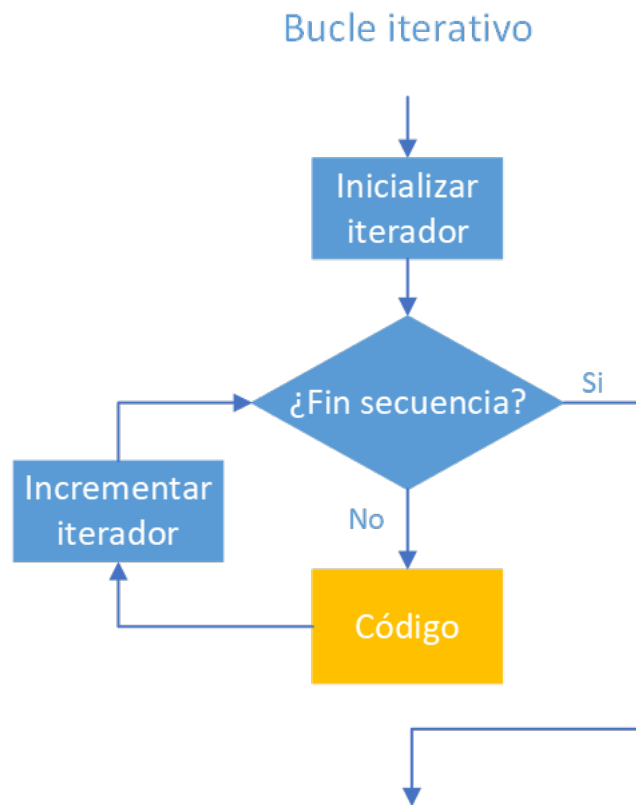 Bucle iterativo
Inicializar
iterador
¿Fin secuencia?
Si
Incrementar
iterador
No
Código